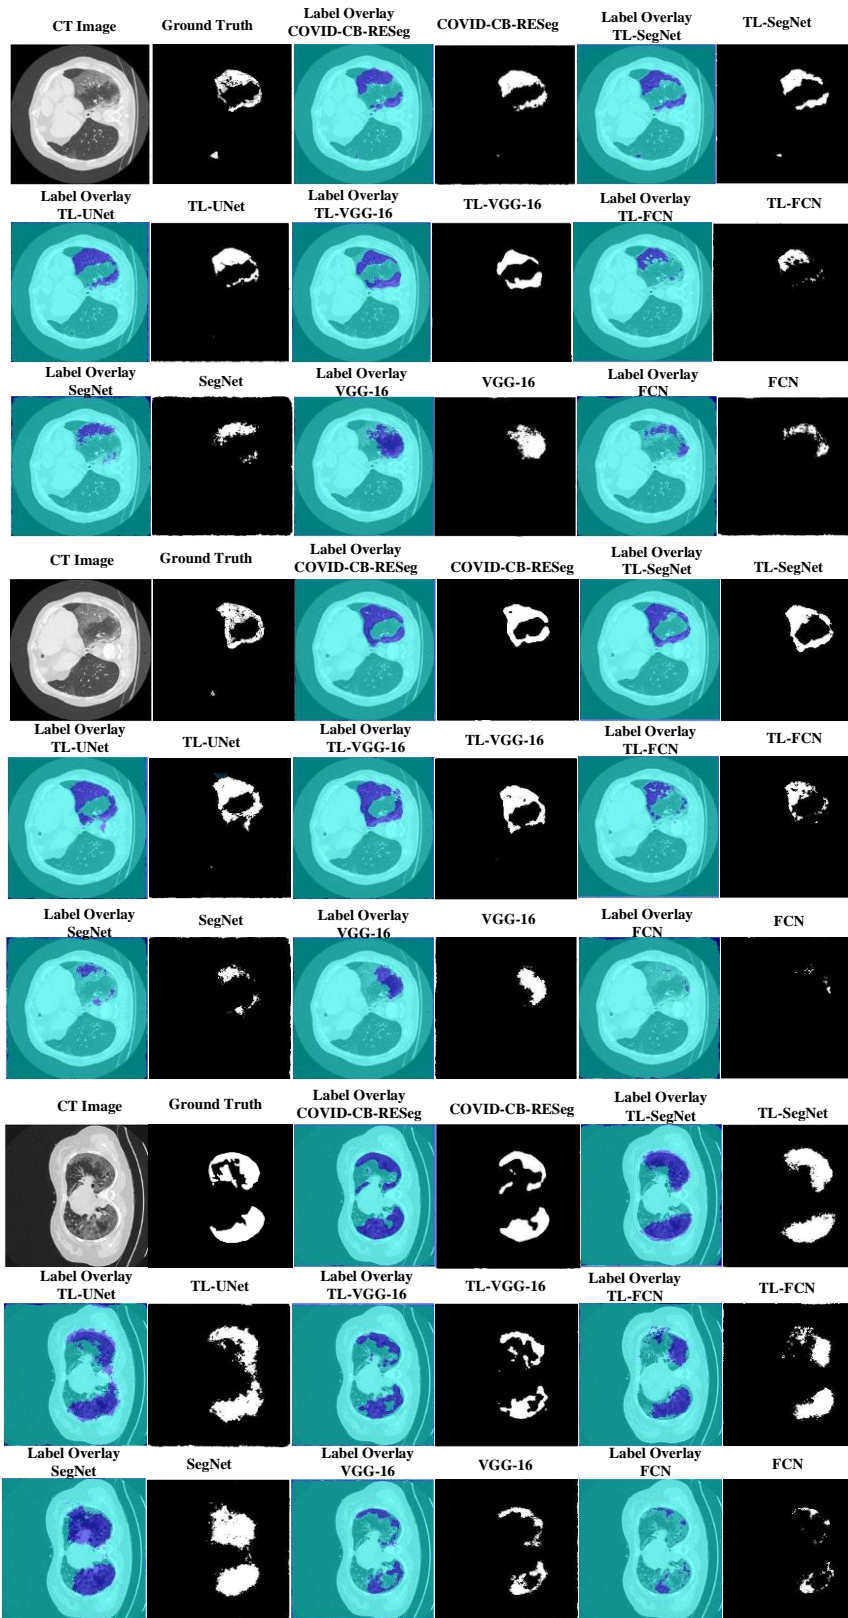 CT Image
Ground Truth
Label Overlay
COVID-CB-RESeg
COVID-CB-RESeg
Label Overlay
TL-SegNet
TL-SegNet
Label Overlay
TL-UNet
TL-UNet
Label Overlay
TL-VGG-16
TL-VGG-16
Label Overlay
TL-FCN
TL-FCN
Label Overlay
SegNet
SegNet
Label Overlay
VGG-16
VGG-16
Label Overlay
FCN
FCN
CT Image
Ground Truth
Label Overlay
COVID-CB-RESeg
COVID-CB-RESeg
Label Overlay
TL-SegNet
TL-SegNet
Label Overlay
TL-UNet
TL-UNet
Label Overlay
TL-VGG-16
TL-VGG-16
Label Overlay
TL-FCN
TL-FCN
Label Overlay
SegNet
SegNet
Label Overlay
VGG-16
VGG-16
Label Overlay
FCN
FCN
CT Image
Ground Truth
Label Overlay
COVID-CB-RESeg
COVID-CB-RESeg
Label Overlay
TL-SegNet
TL-SegNet
Label Overlay
TL-UNet
TL-UNet
Label Overlay
TL-VGG-16
TL-VGG-16
Label Overlay
TL-FCN
TL-FCN
Label Overlay
SegNet
SegNet
Label Overlay
VGG-16
VGG-16
Label Overlay
FCN
FCN